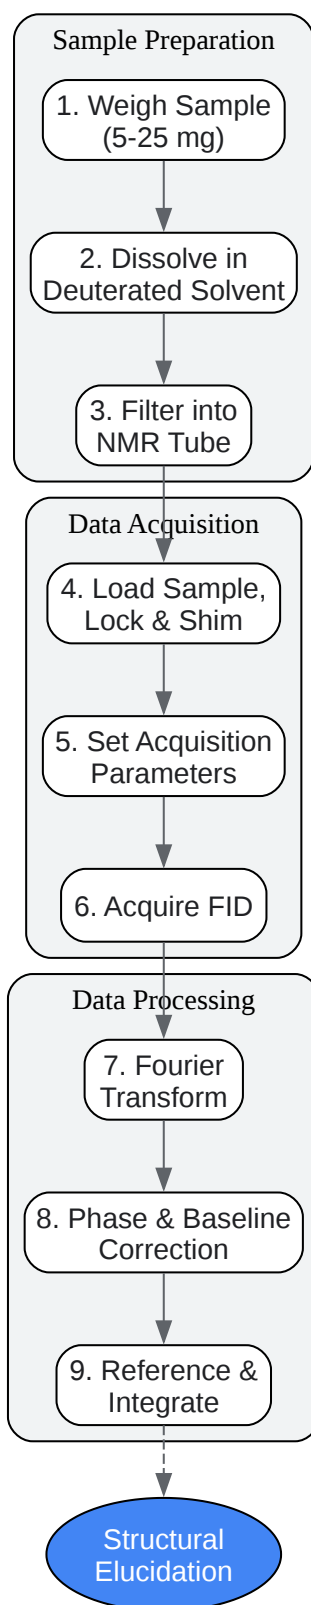 Sample Preparation
1. Weigh Sample
(5-25 mg)
2. Dissolve in
Deuterated Solvent
3. Filter into
NMR Tube
Data Acquisition
4. Load Sample,
Lock & Shim
5. Set Acquisition
Parameters
6. Acquire FID
Data Processing
7. Fourier
Transform
8. Phase & Baseline
Correction
9. Reference &
Integrate
Structural
Elucidation